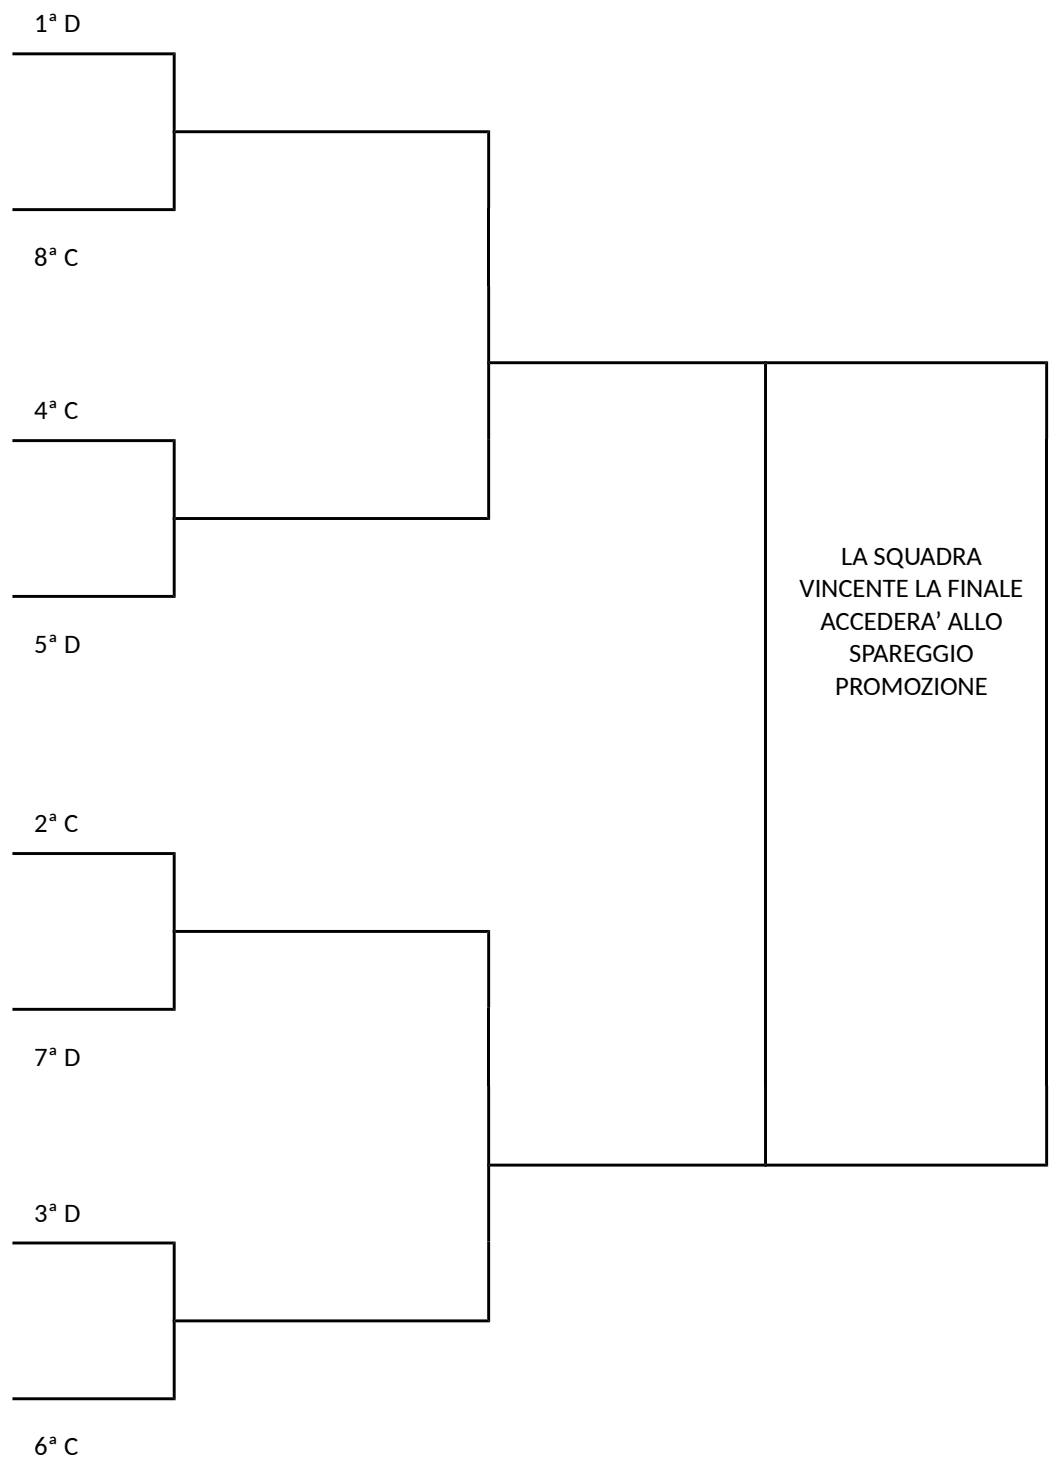 1ª D
8ª C
4ª C
5ª D
LA SQUADRA
VINCENTE LA FINALE
ACCEDERA’ ALLO
SPAREGGIO
PROMOZIONE
2ª C
7ª D
3ª D
6ª C